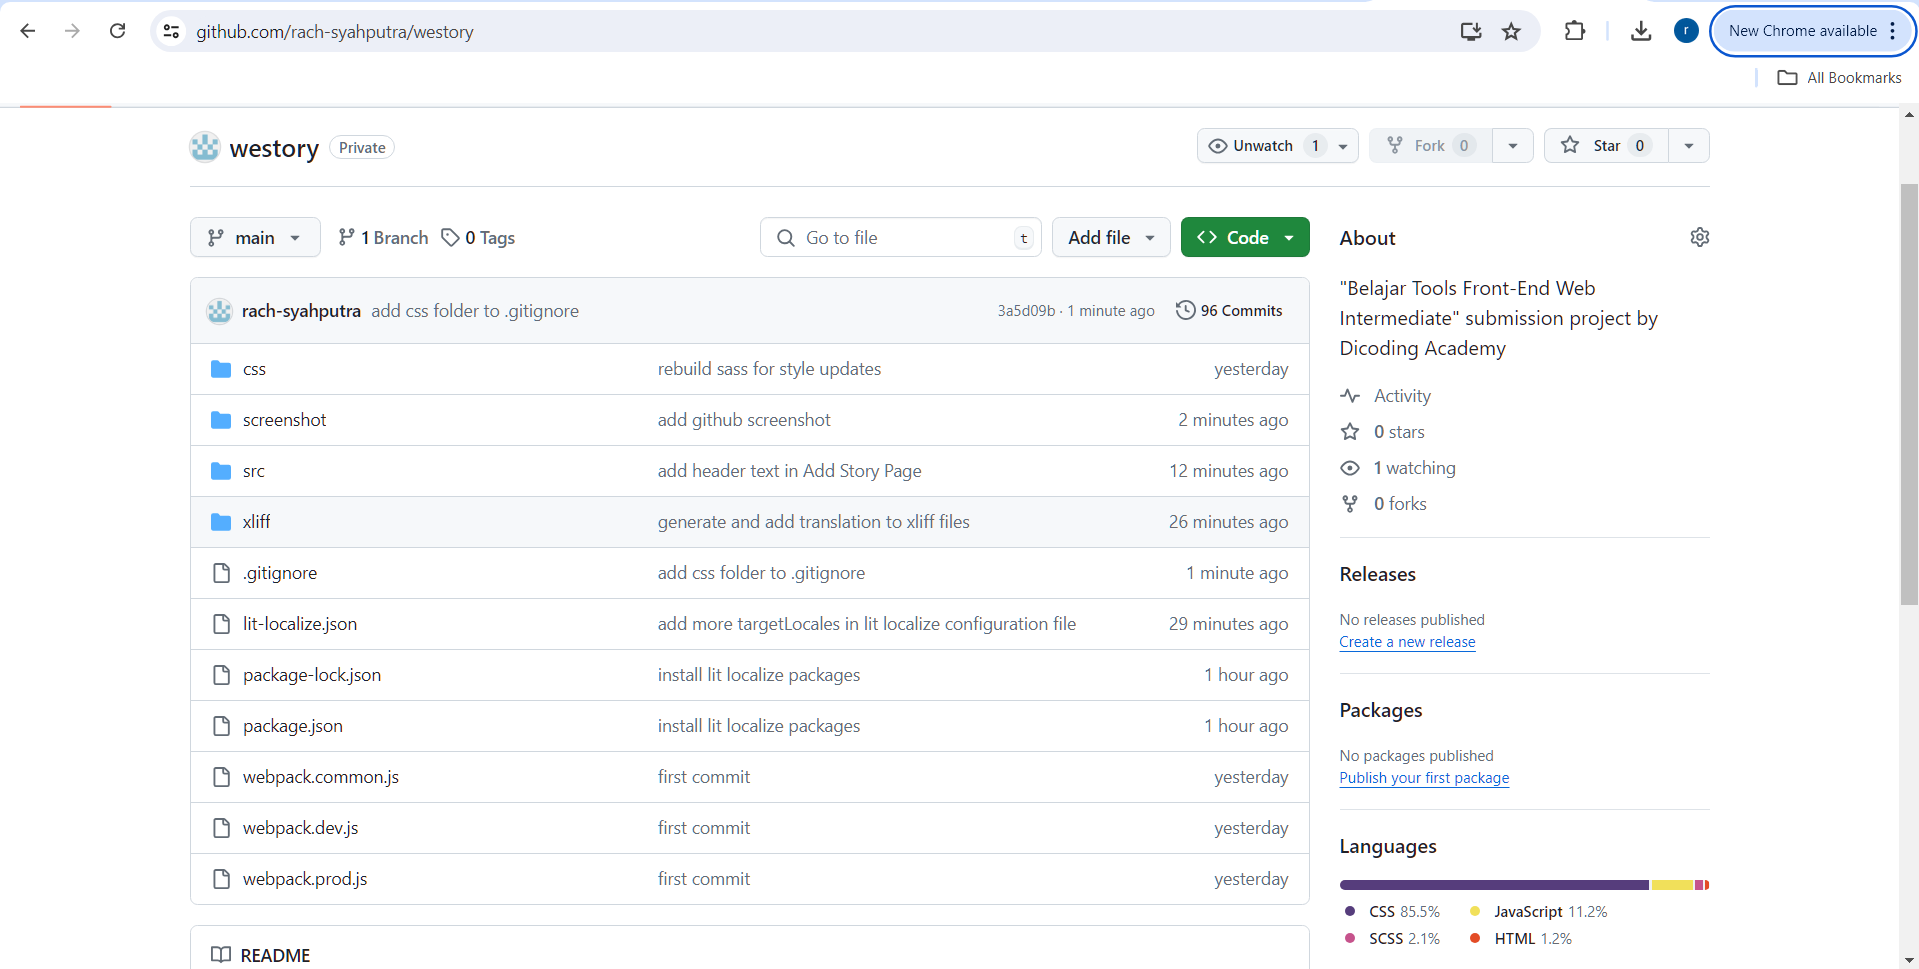 github.com/rach-syahputra/westory
r
New Chrome available
All Bookmarks
westory Private
Unwatch 1
Fork 0
Star 0
main
1 Branch
0 Tags
Go to file t
Add file
Code
rach-syahputra add css folder to .gitignore 3a5d09b · 1 minute ago 96 Commits
css rebuild sass for style updates yesterday
screenshot add github screenshot 2 minutes ago
src add header text in Add Story Page 12 minutes ago
xliff generate and add translation to xliff files 26 minutes ago
.gitignore add css folder to .gitignore 1 minute ago
lit-localize.json add more targetLocales in lit localize configuration file 29 minutes ago
package-lock.json install lit localize packages 1 hour ago
package.json install lit localize packages 1 hour ago
webpack.common.js first commit yesterday
webpack.dev.js first commit yesterday
webpack.prod.js first commit yesterday
README
About
"Belajar Tools Front-End Web
Intermediate" submission project by
Dicoding Academy
Activity
0 stars
1 watching
0 forks
Releases
No releases published
Create a new release
Packages
No packages published
Publish your first package
Languages
CSS 85.5% JavaScript 11.2%
SCSS 2.1% HTML 1.2%